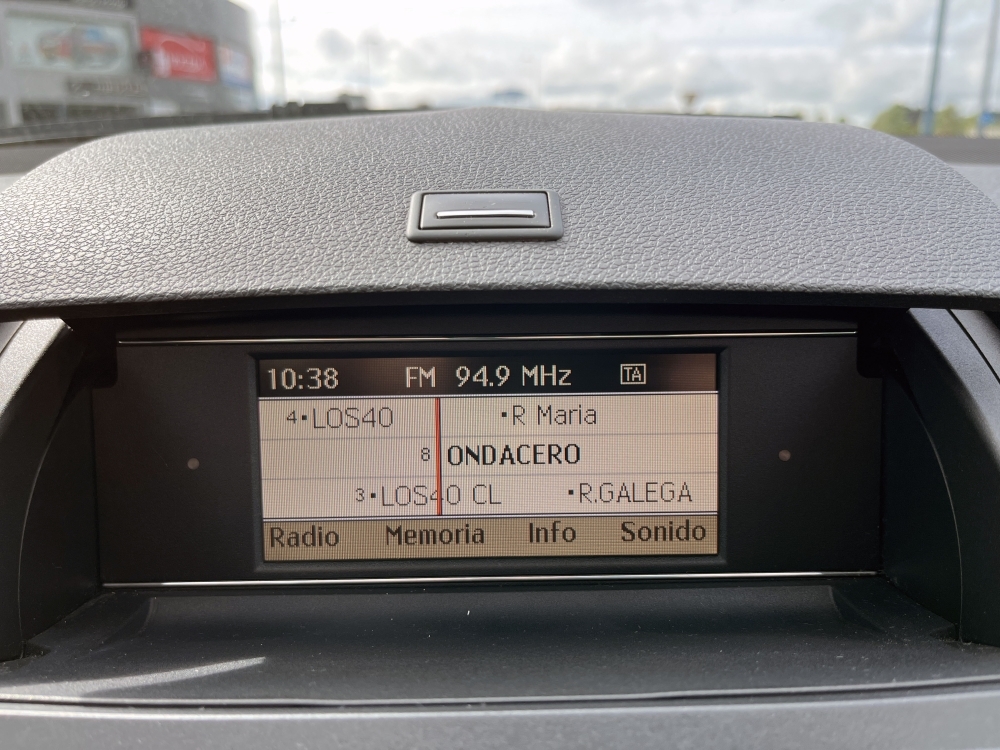 10:38 FM 94.9 MHz TA
4 LOS40 R Maria
8 ONDACERO
3 LOS40 CL R.GALEGA
Radio Memoria Info Sonido